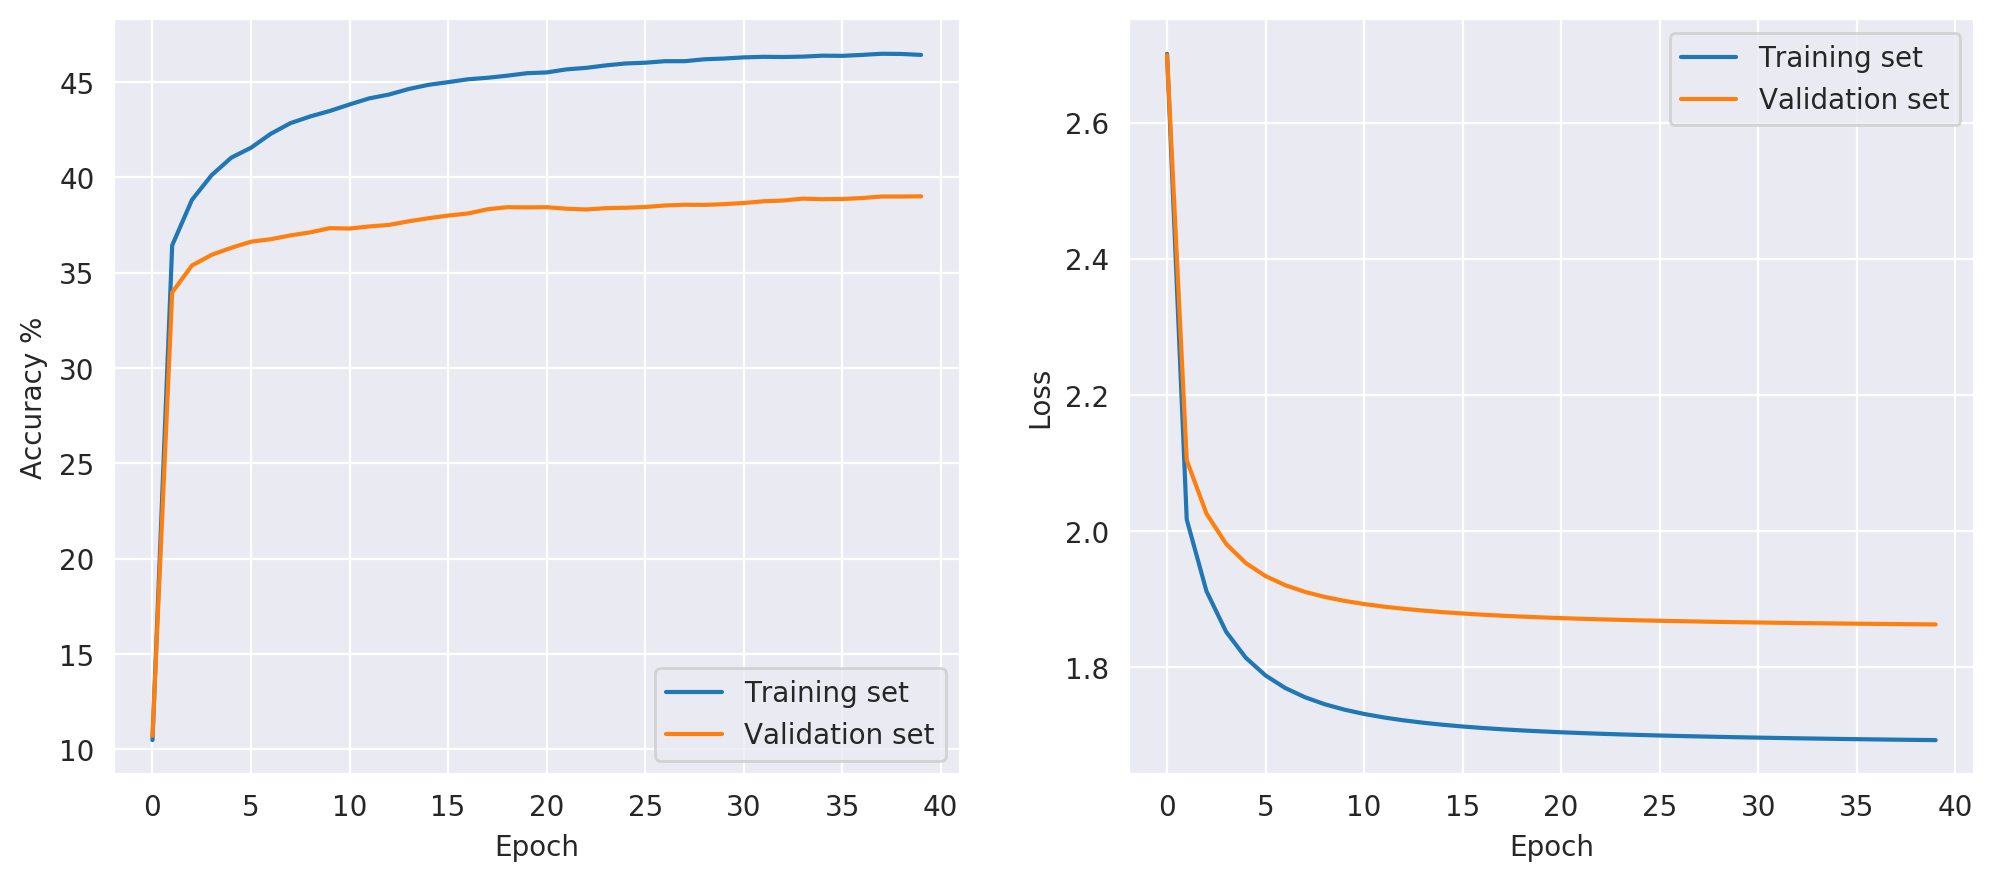 Accuracy %
45
40
35
30
25
20
15
10
Training set
Validation set
0 5 10 15 20 25 30 35 40
Epoch
Loss
2.6
2.4
2.2
2.0
1.8
Training set
Validation set
0 5 10 15 20 25 30 35 40
Epoch